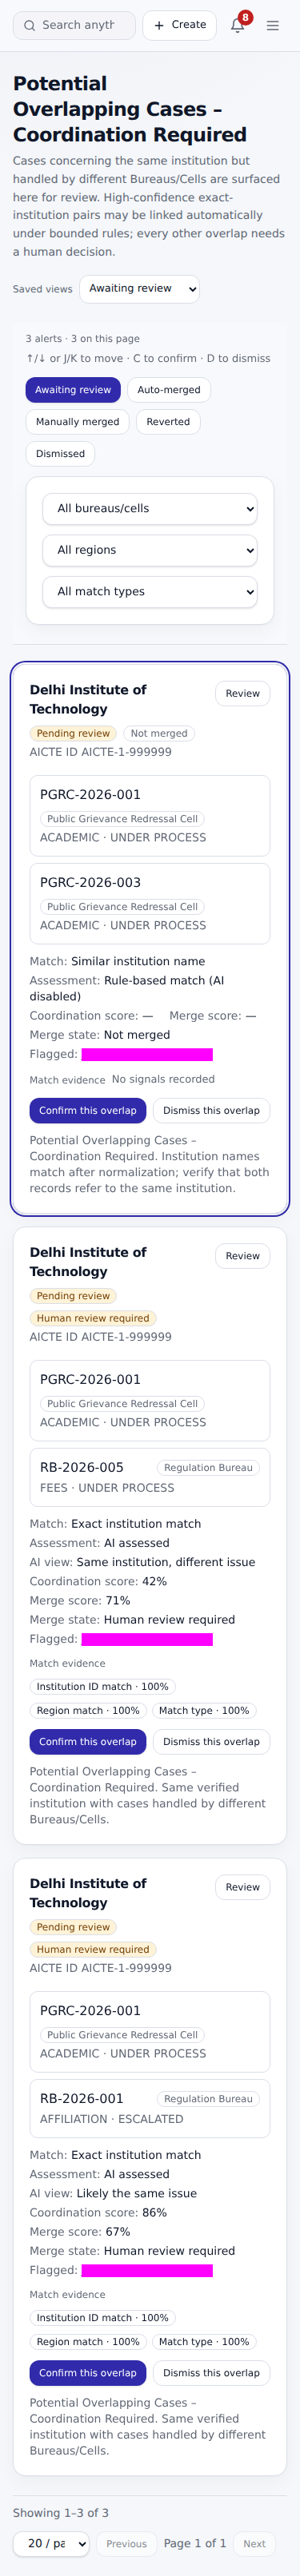 Search anyth
+ Create
8
Potential
Overlapping Cases –
Coordination Required
Cases concerning the same institution but
handled by different Bureaus/Cells are surfaced
here for review. High-confidence exact-
institution pairs may be linked automatically
under bounded rules; every other overlap needs
a human decision.
Saved views Awaiting review
3 alerts · 3 on this page
↑/↓ or J/K to move · C to confirm · D to dismiss
Awaiting review Auto-merged
Manually merged Reverted
Dismissed
All bureaus/cells
All regions
All match types
Delhi Institute of
Technology
Review
Pending review Not merged
AICTE ID AICTE-1-999999
PGRC-2026-001
Public Grievance Redressal Cell
ACADEMIC · UNDER PROCESS
PGRC-2026-003
Public Grievance Redressal Cell
ACADEMIC · UNDER PROCESS
Match: Similar institution name
Assessment: Rule-based match (AI
disabled)
Coordination score: — Merge score: —
Merge state: Not merged
Flagged:
Match evidence No signals recorded
Confirm this overlap Dismiss this overlap
Potential Overlapping Cases –
Coordination Required. Institution names
match after normalization; verify that both
records refer to the same institution.
Delhi Institute of
Technology
Review
Pending review
Human review required
AICTE ID AICTE-1-999999
PGRC-2026-001
Public Grievance Redressal Cell
ACADEMIC · UNDER PROCESS
RB-2026-005 Regulation Bureau
FEES · UNDER PROCESS
Match: Exact institution match
Assessment: AI assessed
AI view: Same institution, different issue
Coordination score: 42%
Merge score: 71%
Merge state: Human review required
Flagged:
Match evidence
Institution ID match · 100%
Region match · 100% Match type · 100%
Confirm this overlap Dismiss this overlap
Potential Overlapping Cases –
Coordination Required. Same verified
institution with cases handled by different
Bureaus/Cells.
Delhi Institute of
Technology
Review
Pending review
Human review required
AICTE ID AICTE-1-999999
PGRC-2026-001
Public Grievance Redressal Cell
ACADEMIC · UNDER PROCESS
RB-2026-001 Regulation Bureau
AFFILIATION · ESCALATED
Match: Exact institution match
Assessment: AI assessed
AI view: Likely the same issue
Coordination score: 86%
Merge score: 67%
Merge state: Human review required
Flagged:
Match evidence
Institution ID match · 100%
Region match · 100% Match type · 100%
Confirm this overlap Dismiss this overlap
Potential Overlapping Cases –
Coordination Required. Same verified
institution with cases handled by different
Bureaus/Cells.
Showing 1–3 of 3
20 / pa Previous Page 1 of 1 Next